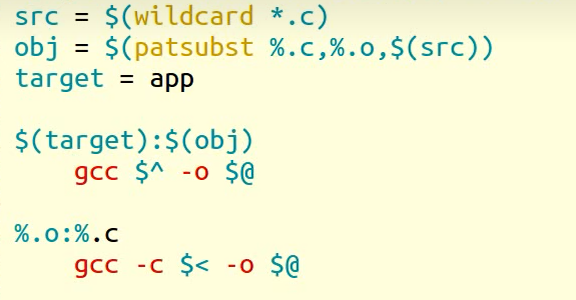 src = $(wildcard *.c)
obj = $(patsubst %.c,%.o,$(src))
target = app

$(target):$(obj)
    gcc $^ -o $@

%.o:%.c
    gcc -c $< -o $@